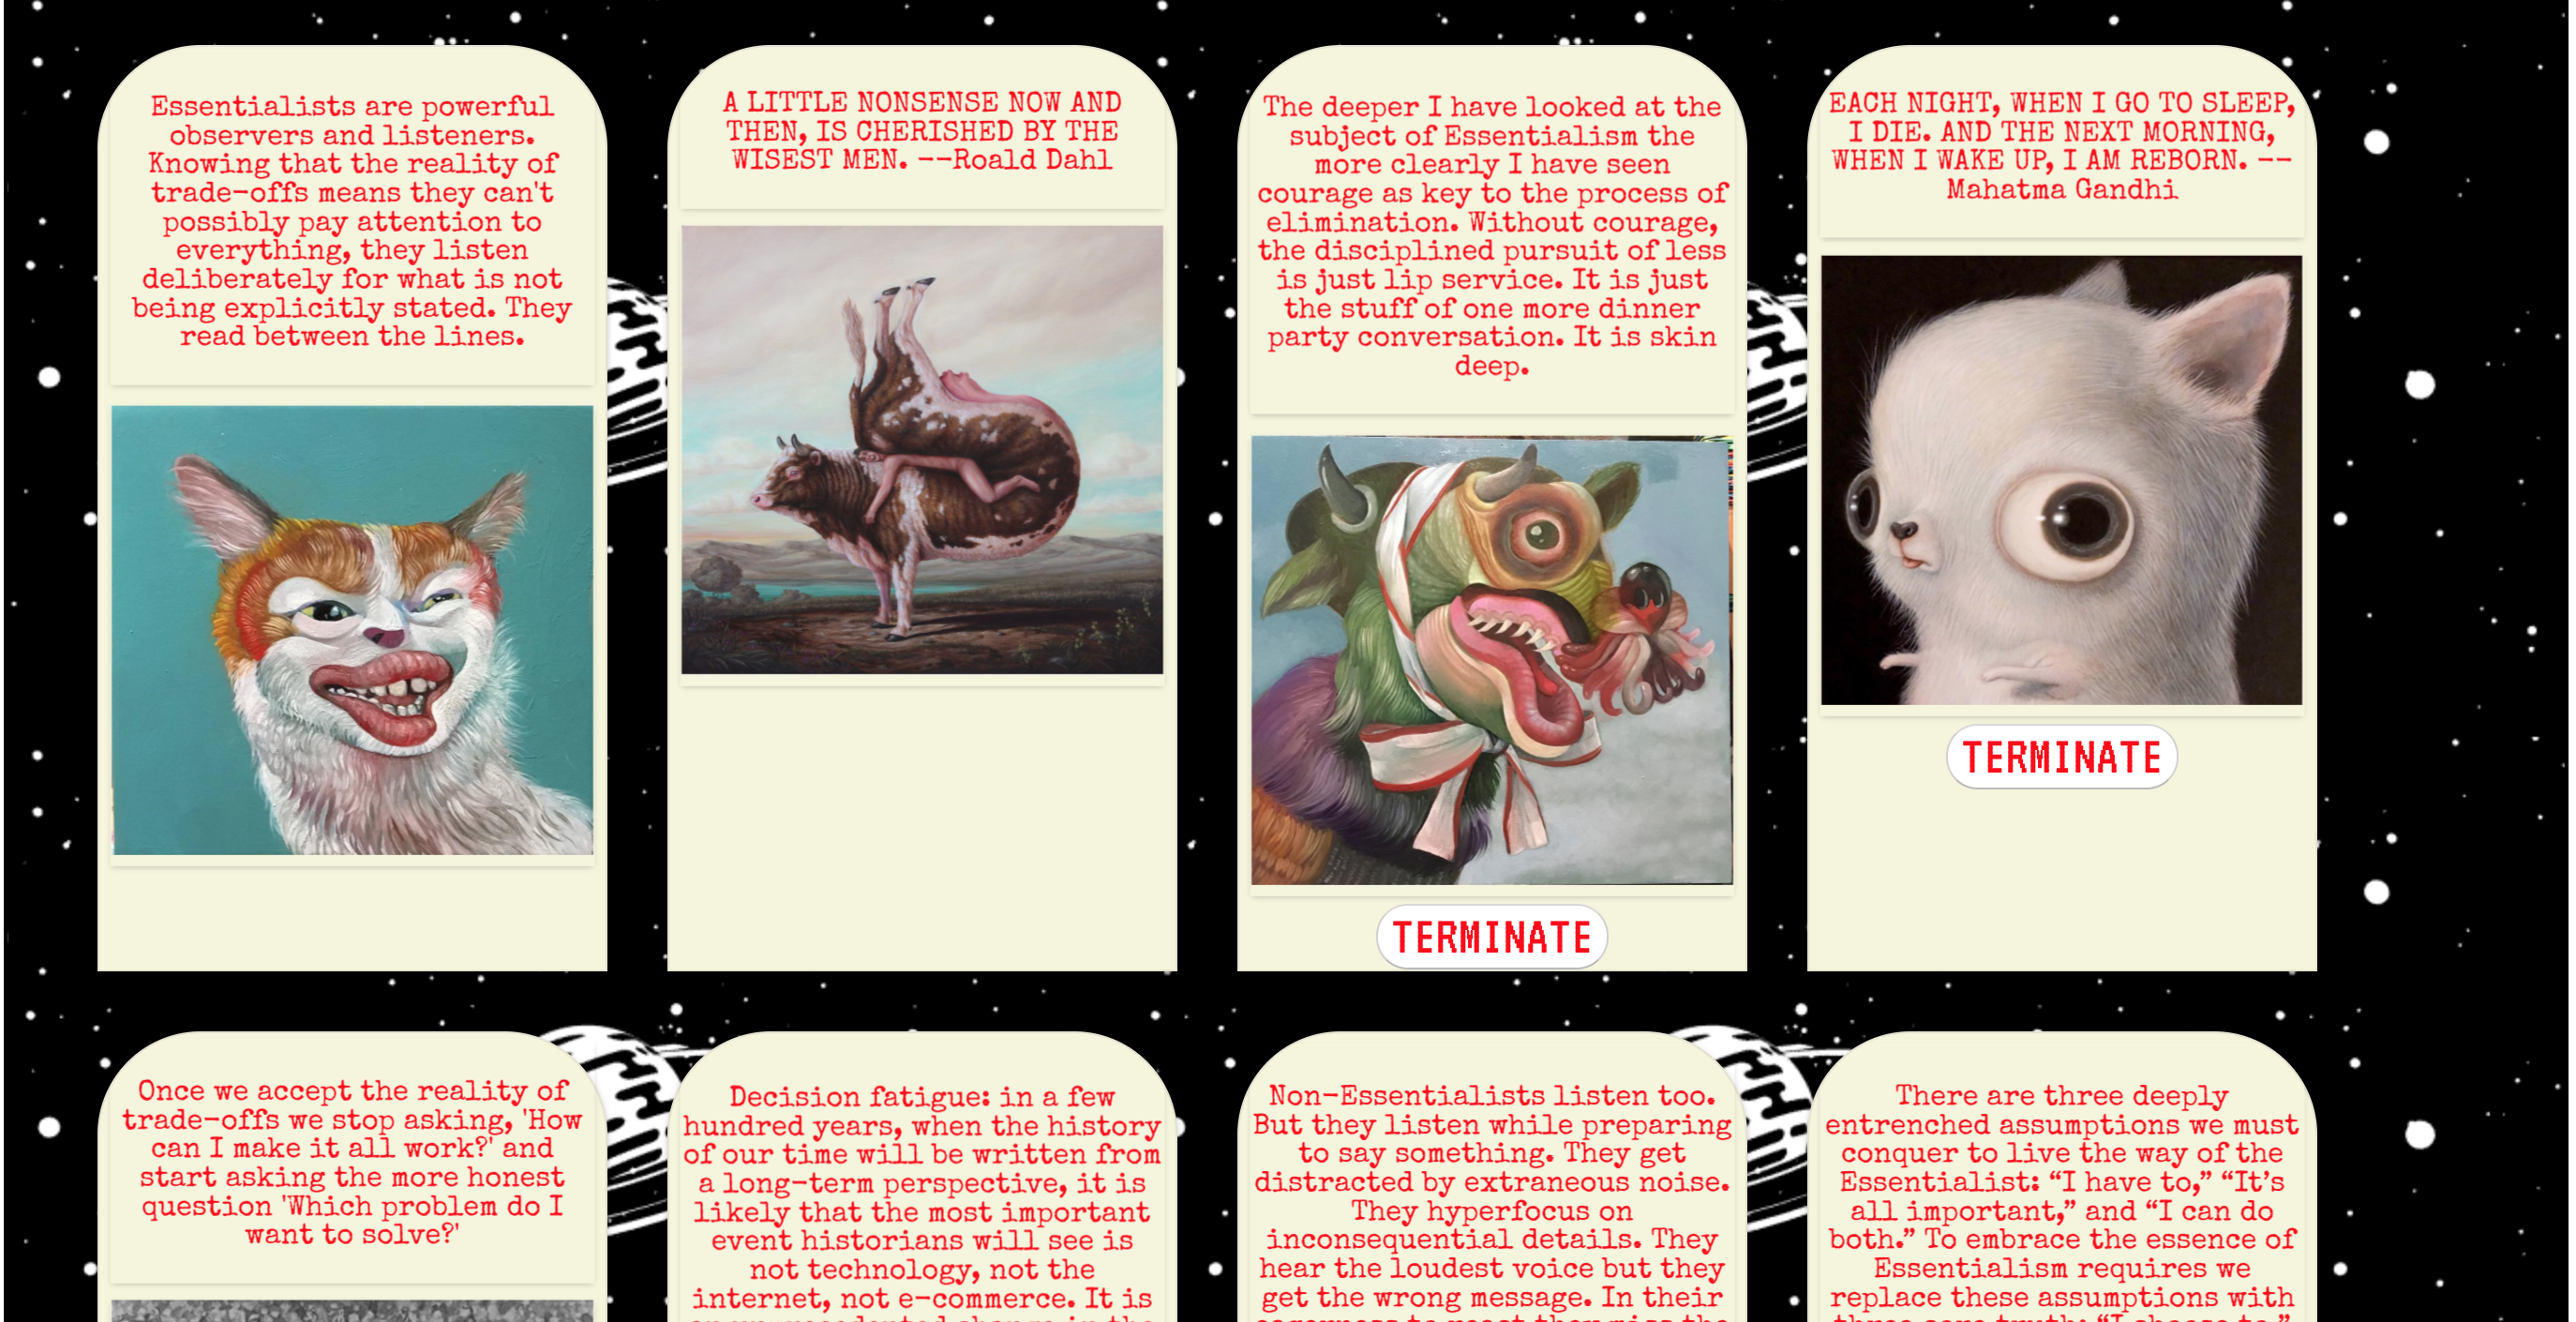 Essentialists are powerful
observers and listeners.
Knowing that the reality of
trade-offs means they can't
possibly pay attention to
everything, they listen
deliberately for what is not
being explicitly stated. They
read between the lines.
A LITTLE NONSENSE NOW AND
THEN, IS CHERISHED BY THE
WISEST MEN. --Roald Dahl
The deeper I have looked at the
subject of Essentialism the
more clearly I have seen
courage as key to the process of
elimination. Without courage,
the disciplined pursuit of less
is just lip service. It is just
the stuff of one more dinner
party conversation. It is skin
deep.
TERMINATE
EACH NIGHT, WHEN I GO TO SLEEP,
I DIE. AND THE NEXT MORNING,
WHEN I WAKE UP, I AM REBORN. --
Mahatma Gandhi
TERMINATE
Once we accept the reality of
trade-offs we stop asking, 'How
can I make it all work?' and
start asking the more honest
question 'Which problem do I
want to solve?'
Decision fatigue: in a few
hundred years, when the history
of our time will be written from
a long-term perspective, it is
likely that the most important
event historians will see is
not technology, not the
internet, not e-commerce. It is
Non-Essentialists listen too.
But they listen while preparing
to say something. They get
distracted by extraneous noise.
They hyperfocus on
inconsequential details. They
hear the loudest voice but they
get the wrong message. In their
There are three deeply
entrenched assumptions we must
conquer to live the way of the
Essentialist: “I have to,” “It’s
all important,” and “I can do
both.” To embrace the essence of
Essentialism requires we
replace these assumptions with